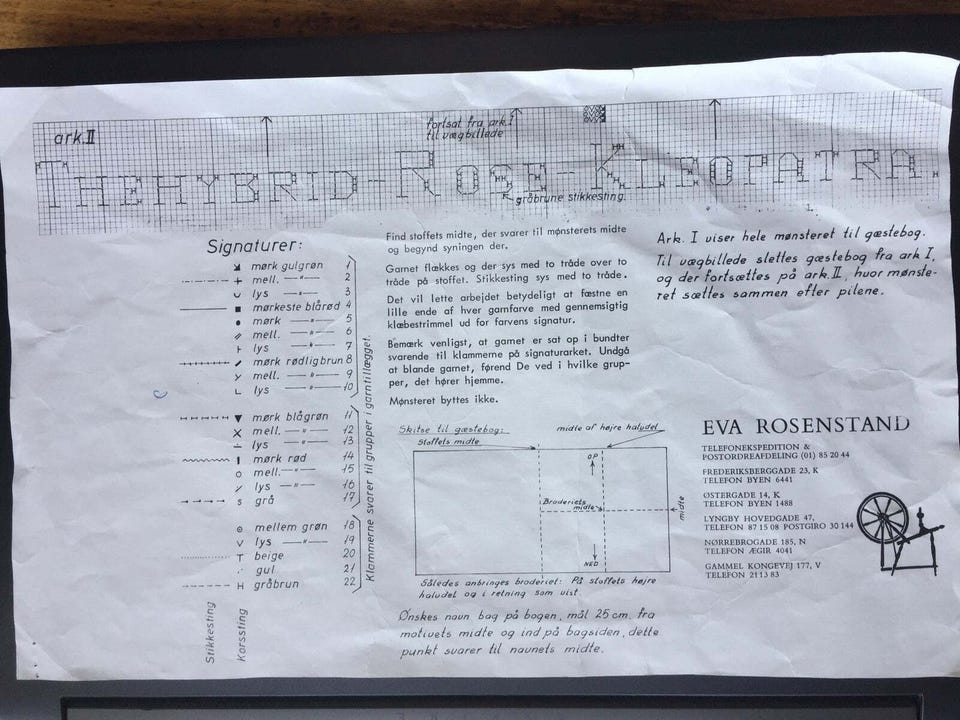 ark. II
fortsat fra ark. I
til vægbillede
THEHYBRID-ROSE-KLEOPATRA.
gråbrune stikkesting.
Signaturer:
mørk gulgrøn 1
mell. —〃— 2
lys —〃— 3
mørkeste blårød 4
mørk —〃— 5
mell. —〃— 6
lys —〃— 7
mørk rødligbrun 8
mell. —〃— 9
lys —〃— 10
mørk blågrøn 11
mell. —〃— 12
lys —〃— 13
mørk rød 14
mell. —〃— 15
lys —〃— 16
grå 17
mellem grøn 18
lys —〃— 19
beige 20
gul 21
gråbrun 22
Stikkesting
Korssting
Klammerne svarer til grupper i garntillægget.
Find stoffets midte, der svarer til mønsterets midte
og begynd syningen der.
Garnet flækkes og der sys med to tråde over to
tråde på stoffet. Stikkesting sys med to tråde.
Det vil lette arbejdet betydeligt at fæstne en
lille ende af hver garnfarve med gennemsigtig
klæbestrimmel ud for farvens signatur.
Bemærk venligst, at garnet er sat op i bundter
svarende til klammerne på signaturarket. Undgå
at blande garnet, førend De ved i hvilke grup-
per, det hører hjemme.
Mønsteret byttes ikke.
Skitse til gæstebog:
Stoffets midte
midte af højre halvdel
OP
Broderiets
midte
NED
midte
Således anbringes broderiet: På stoffets højre
halvdel og i retning som vist.
Ønskes navn bag på bogen, mål 25 cm. fra
motivets midte og ind på bagsiden, dette
punkt svarer til navnets midte.
Ark. I viser hele mønsteret til gæstebog.
Til vægbillede slettes gæstebog fra ark I,
og der fortsættes på ark. II, hvor mønste-
ret sættes sammen efter pilene.
EVA ROSENSTAND
TELEFONEKSPEDITION &
POSTORDREAFDELING (01) 85 20 44
FREDERIKSBERGGADE 23, K
TELEFON BYEN 6441
ØSTERGADE 14, K
TELEFON BYEN 1488
LYNGBY HOVEDGADE 47,
TELEFON 87 15 08 POSTGIRO 30 144
NØRREBROGADE 185, N
TELEFON ÆGIR 4041
GAMMEL KONGEVEJ 177, V
TELEFON 21 13 83